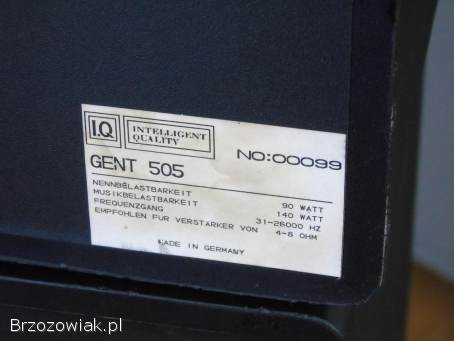 I.Q
INTELLIGENT
QUALITY
NO:00099
GENT 505
NENNBELASTBARKEIT 90 WATT
MUSIKBELASTBARKEIT 140 WATT
FREQUENZGANG 31-26000 HZ
EMPFOHLEN FUR VERSTARKER VON 4-8 OHM
MADE IN GERMANY
Brzozowiak.pl